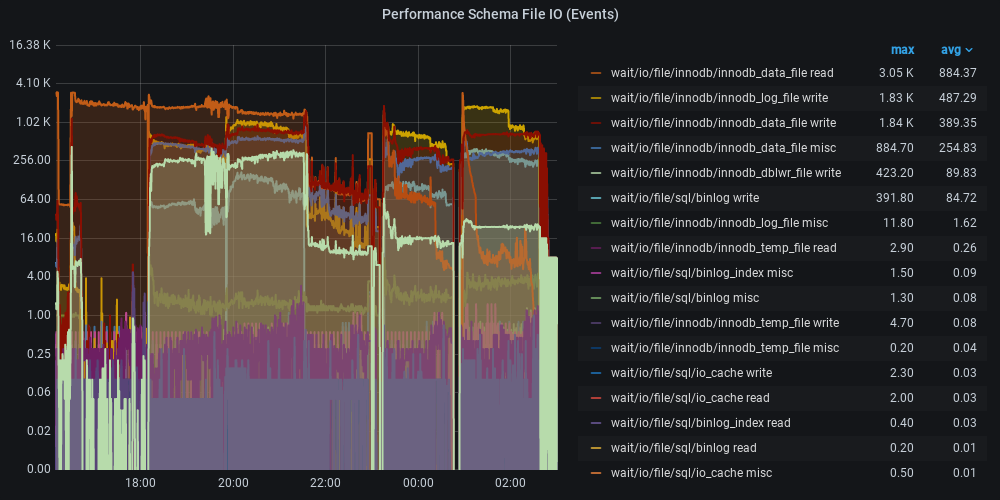 Performance Schema File IO (Events)
16.38 K
4.10 K
1.02 K
256.00
64.00
16.00
4.00
1.00
0.25
0.06
0.02
0.00
18:00 20:00 22:00 00:00 02:00
max avg
wait/io/file/innodb/innodb_data_file read 3.05 K 884.37
wait/io/file/innodb/innodb_log_file write 1.83 K 487.29
wait/io/file/innodb/innodb_data_file write 1.84 K 389.35
wait/io/file/innodb/innodb_data_file misc 884.70 254.83
wait/io/file/innodb/innodb_dblwr_file write 423.20 89.83
wait/io/file/sql/binlog write 391.80 84.72
wait/io/file/innodb/innodb_log_file misc 11.80 1.62
wait/io/file/innodb/innodb_temp_file read 2.90 0.26
wait/io/file/sql/binlog_index misc 1.50 0.09
wait/io/file/sql/binlog misc 1.30 0.08
wait/io/file/innodb/innodb_temp_file write 4.70 0.08
wait/io/file/innodb/innodb_temp_file misc 0.20 0.04
wait/io/file/sql/io_cache write 2.30 0.03
wait/io/file/sql/io_cache read 2.00 0.03
wait/io/file/sql/binlog_index read 0.40 0.03
wait/io/file/sql/binlog read 0.20 0.01
wait/io/file/sql/io_cache misc 0.50 0.01